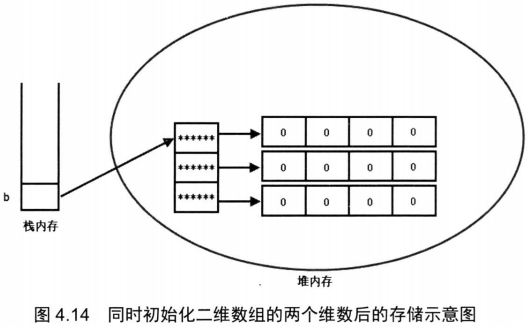 ****** 0 0 0 0
****** 0 0 0 0
****** 0 0 0 0
b
栈内存
堆内存
图 4.14 同时初始化二维数组的两个维数后的存储示意图